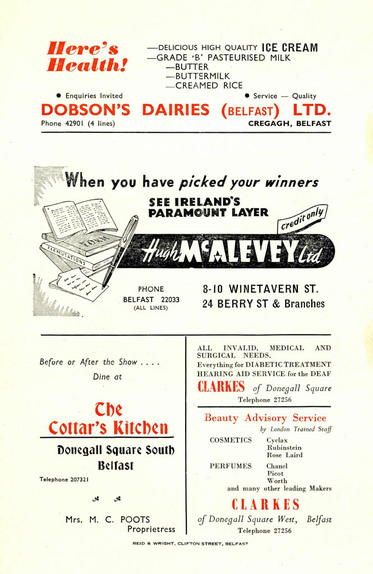 Here's
Health!
—DELICIOUS HIGH QUALITY ICE CREAM
—GRADE 'B' PASTEURISED MILK
—BUTTER
—BUTTERMILK
—CREAMED RICE
● Enquiries Invited
● Service — Quality
DOBSON'S DAIRIES (BELFAST) LTD.
Phone 42901 (4 lines)
CREGAGH, BELFAST
When you have picked your winners
SEE IRELAND'S
PARAMOUNT LAYER
credit only
Hugh McALEVEY Ltd.
FORM
PERMUTATIONS
PHONE
BELFAST 22033
(ALL LINES)
8-10 WINETAVERN ST.
24 BERRY ST & Branches
Before or After the Show . . . .
Dine at
The
Cottar's Kitchen
Donegall Square South
Belfast
Telephone 207321
Mrs. M. C. POOTS
Proprietress
ALL INVALID, MEDICAL AND
SURGICAL NEEDS.
Everything for DIABETIC TREATMENT
HEARING AID SERVICE for the DEAF
CLARKES of Donegall Square
Telephone 27256
Beauty Advisory Service
by London Trained Staff
COSMETICS Cyclax
Rubinstein
Rose Laird
PERFUMES Chanel
Picot
Worth
and many other leading Makers
CLARKES
of Donegall Square West, Belfast
Telephone 27256
REID & WRIGHT, CLIFTON STREET, BELFAST